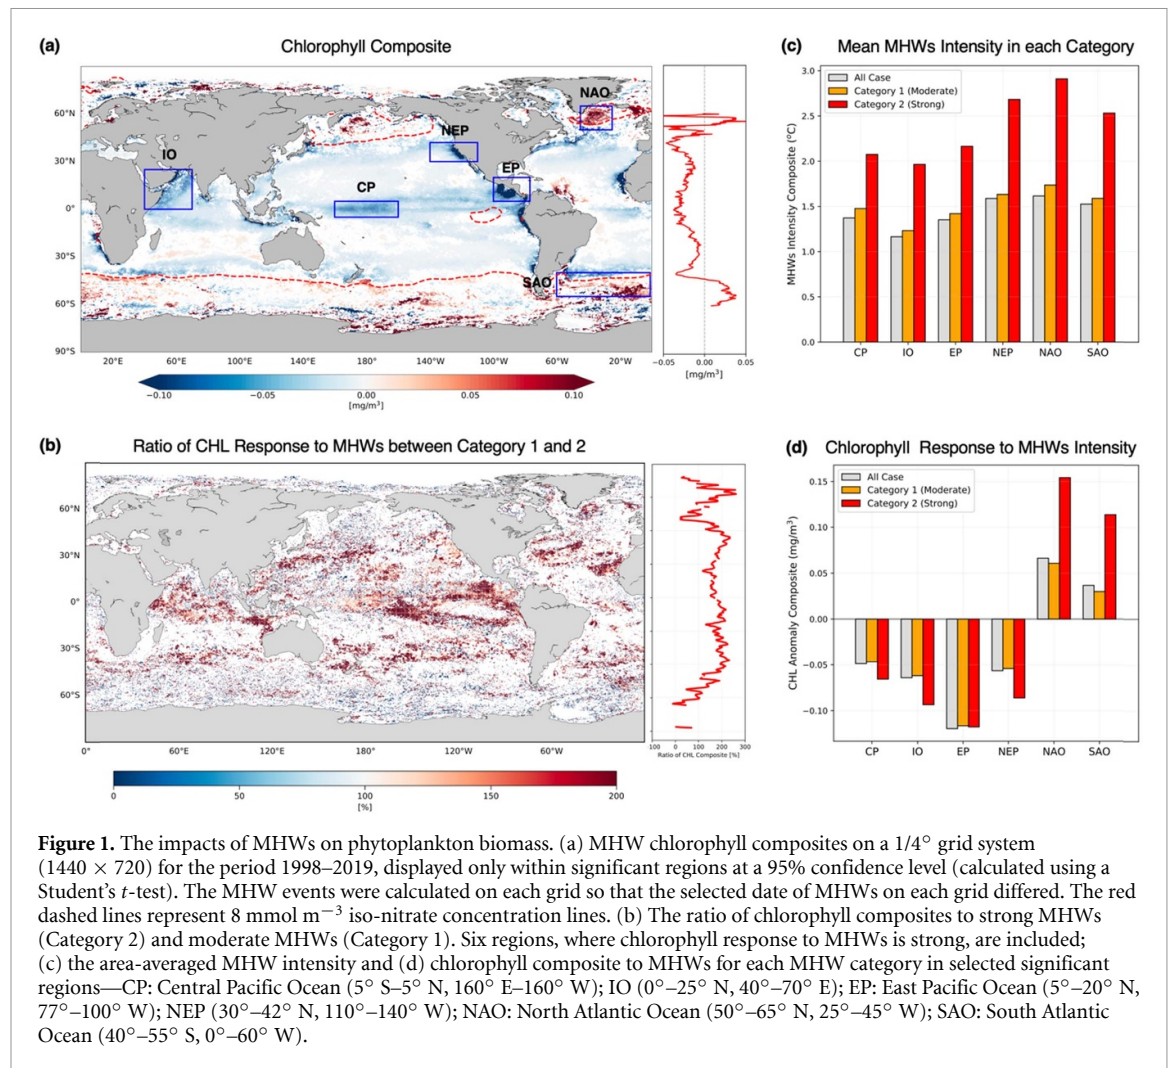 (a)
Chlorophyll Composite
NAO
NEP
IO
EP
CP
SAO
60°N
30°N
0°
30°S
60°S
90°S
20°E 60°E 100°E 140°E 180° 140°W 100°W 60°W 20°W
−0.10 −0.05 0.00 0.05 0.10
[mg/m³]
−0.05 0.00 0.05
[mg/m³]
(c) Mean MHWs Intensity in each Category
All Case
Category 1 (Moderate)
Category 2 (Strong)
MHWs Intensity Composite (°C)
3.0
2.5
2.0
1.5
1.0
0.5
0.0
CP IO EP NEP NAO SAO
(b) Ratio of CHL Response to MHWs between Category 1 and 2
60°N
30°N
0°
30°S
60°S
0° 60°E 120°E 180° 120°W 60°W
0 50 100 150 200
[%]
100 0 100 200 300
Ratio of CHL Composite [%]
(d) Chlorophyll Response to MHWs Intensity
All Case
Category 1 (Moderate)
Category 2 (Strong)
CHL Anomaly Composite (mg/m³)
0.15
0.10
0.05
0.00
−0.05
−0.10
CP IO EP NEP NAO SAO
Figure 1. The impacts of MHWs on phytoplankton biomass. (a) MHW chlorophyll composites on a 1/4° grid system
(1440 × 720) for the period 1998–2019, displayed only within significant regions at a 95% confidence level (calculated using a
Student's t-test). The MHW events were calculated on each grid so that the selected date of MHWs on each grid differed. The red
dashed lines represent 8 mmol m⁻³ iso-nitrate concentration lines. (b) The ratio of chlorophyll composites to strong MHWs
(Category 2) and moderate MHWs (Category 1). Six regions, where chlorophyll response to MHWs is strong, are included;
(c) the area-averaged MHW intensity and (d) chlorophyll composite to MHWs for each MHW category in selected significant
regions—CP: Central Pacific Ocean (5° S–5° N, 160° E–160° W); IO (0°–25° N, 40°–70° E); EP: East Pacific Ocean (5°–20° N,
77°–100° W); NEP (30°–42° N, 110°–140° W); NAO: North Atlantic Ocean (50°–65° N, 25°–45° W); SAO: South Atlantic
Ocean (40°–55° S, 0°–60° W).